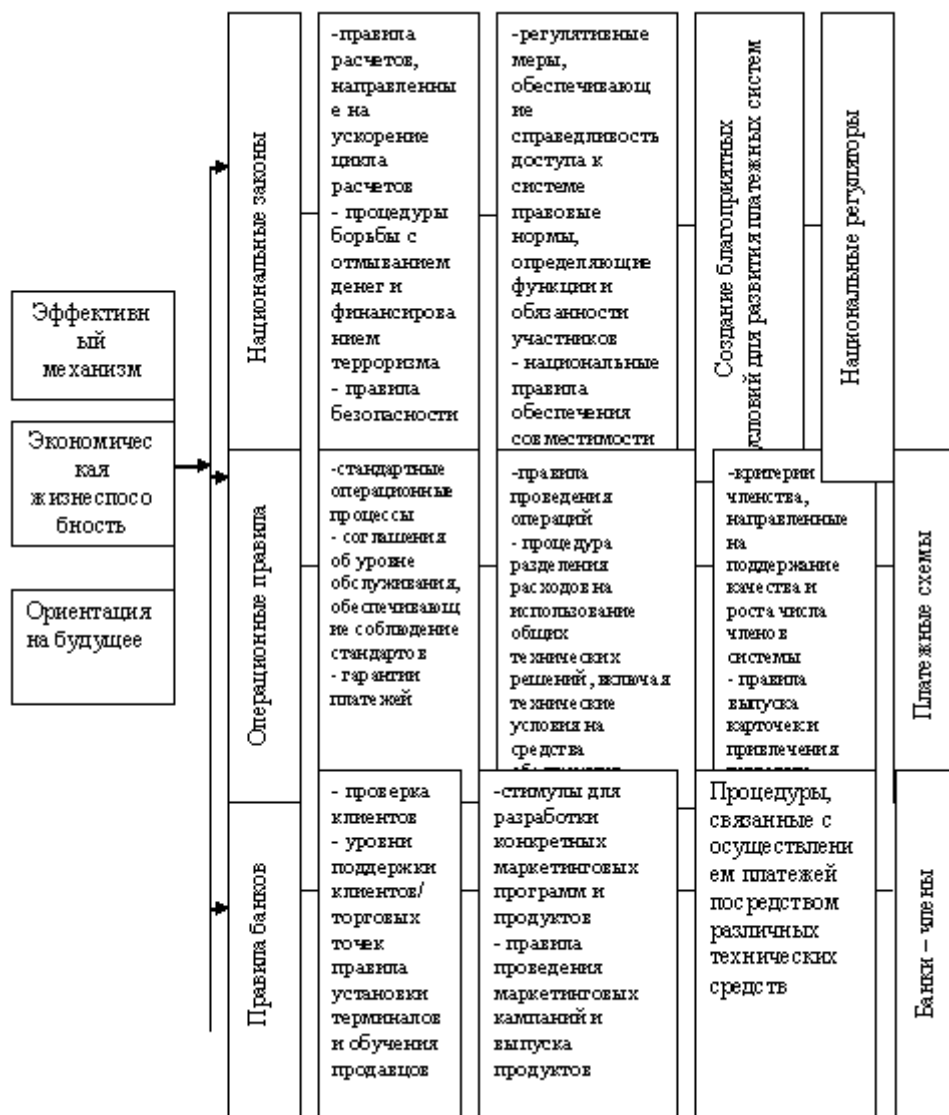 Эффективн
ый
механизм
Экономичес
кая
жизнеспосо
бность
Ориентация
на будущее
Национальные законы
-правила
расчетов,
направленны
е на
ускорение
цикла
расчетов
- процедуры
борьбы с
отмыванием
денег и
финансирова
нием
терроризма
- правила
безопасности
-регулятивные
меры,
обеспечивающ
ие
справедливость
доступа к
системе
правовые
нормы,
определяющие
функции и
обязанности
участников
- национальные
правила
обеспечения
совместимости
Создание благоприятных
условий для развития платежных систем
Национальные регуляторы
Операционные правила
-стандартные
операционные
процессы
- соглашения
об уровне
обслуживания,
обеспечивающ
ие соблюдение
стандартов
- гарантии
платежей
-правила
проведения
операций
- процедура
разделения
расходов на
использование
общих
технических
решений, включая
технические
условия на
средства
-критерии
членства,
направленные
на
поддержание
качества и
роста числа
членов
системы
- правила
выпуска
карточек и
привлечения
Платежные схемы
Правила банков
- проверка
клиентов
- уровни
поддержки
клиентов/
торговых
точек
правила
установки
терминалов
и обучения
продавцов
-стимулы для
разработки
конкретных
маркетинговых
программ и
продуктов
- правила
проведения
маркетинговых
кампаний и
выпуска
продуктов
Процедуры,
связанные с
осуществлени
ем платежей
посредством
различных
технических
средств
Банки – члены